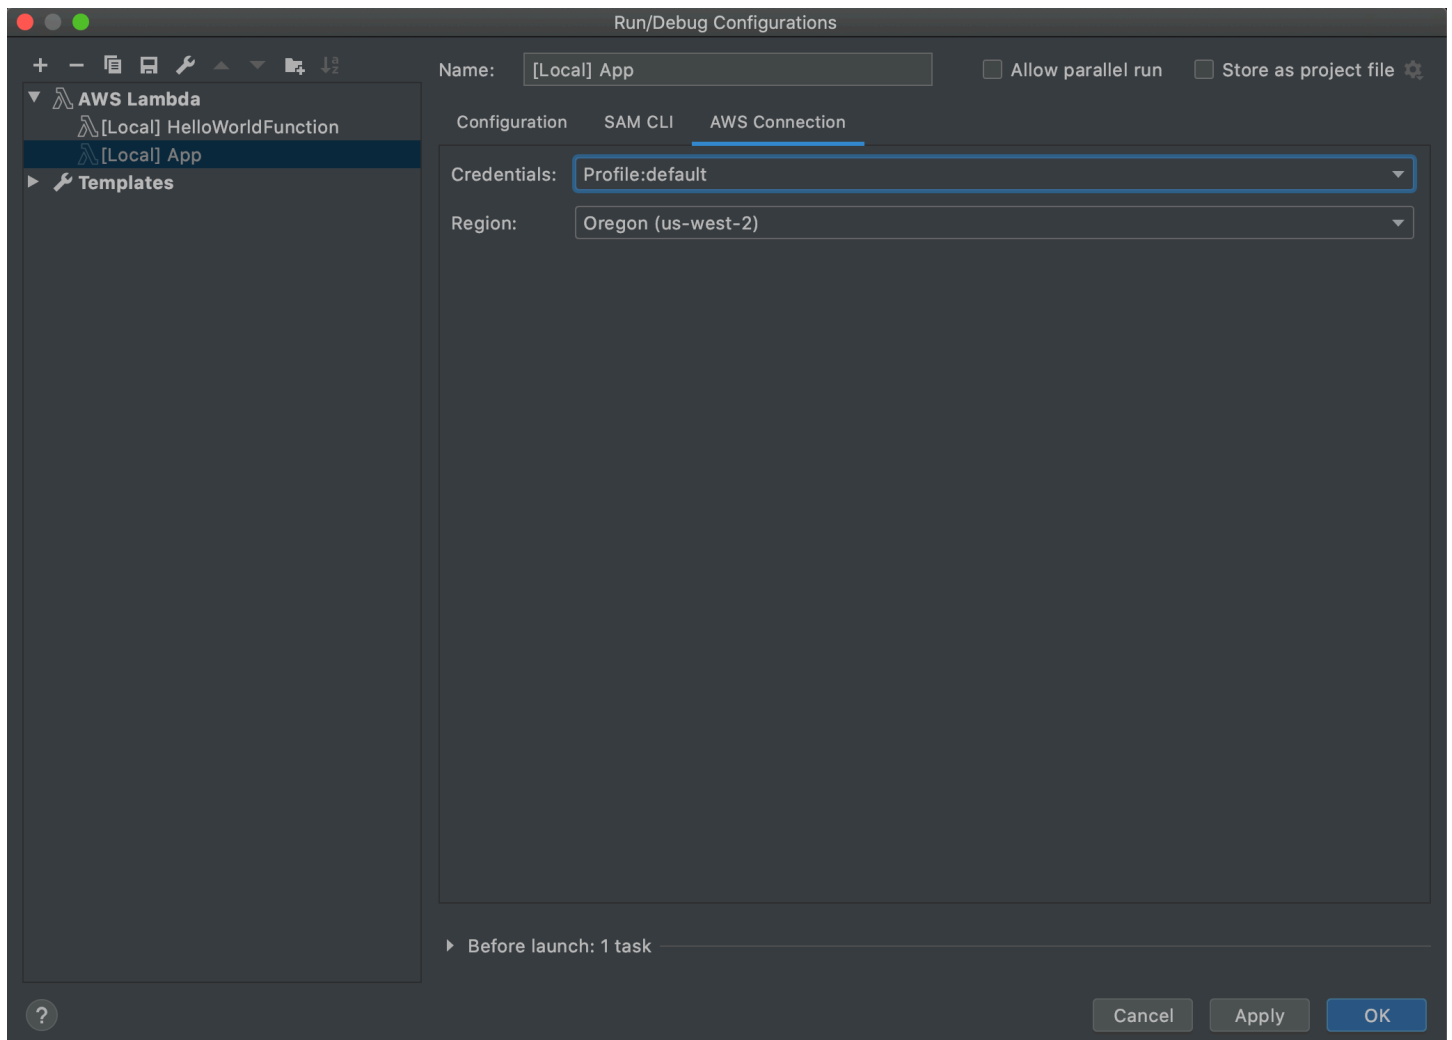 Run/Debug Configurations
Name: [Local] App Allow parallel run Store as project file
AWS Lambda
[Local] HelloWorldFunction
[Local] App
Templates
Configuration SAM CLI AWS Connection
Credentials: Profile:default
Region: Oregon (us-west-2)
Before launch: 1 task
? Cancel Apply OK